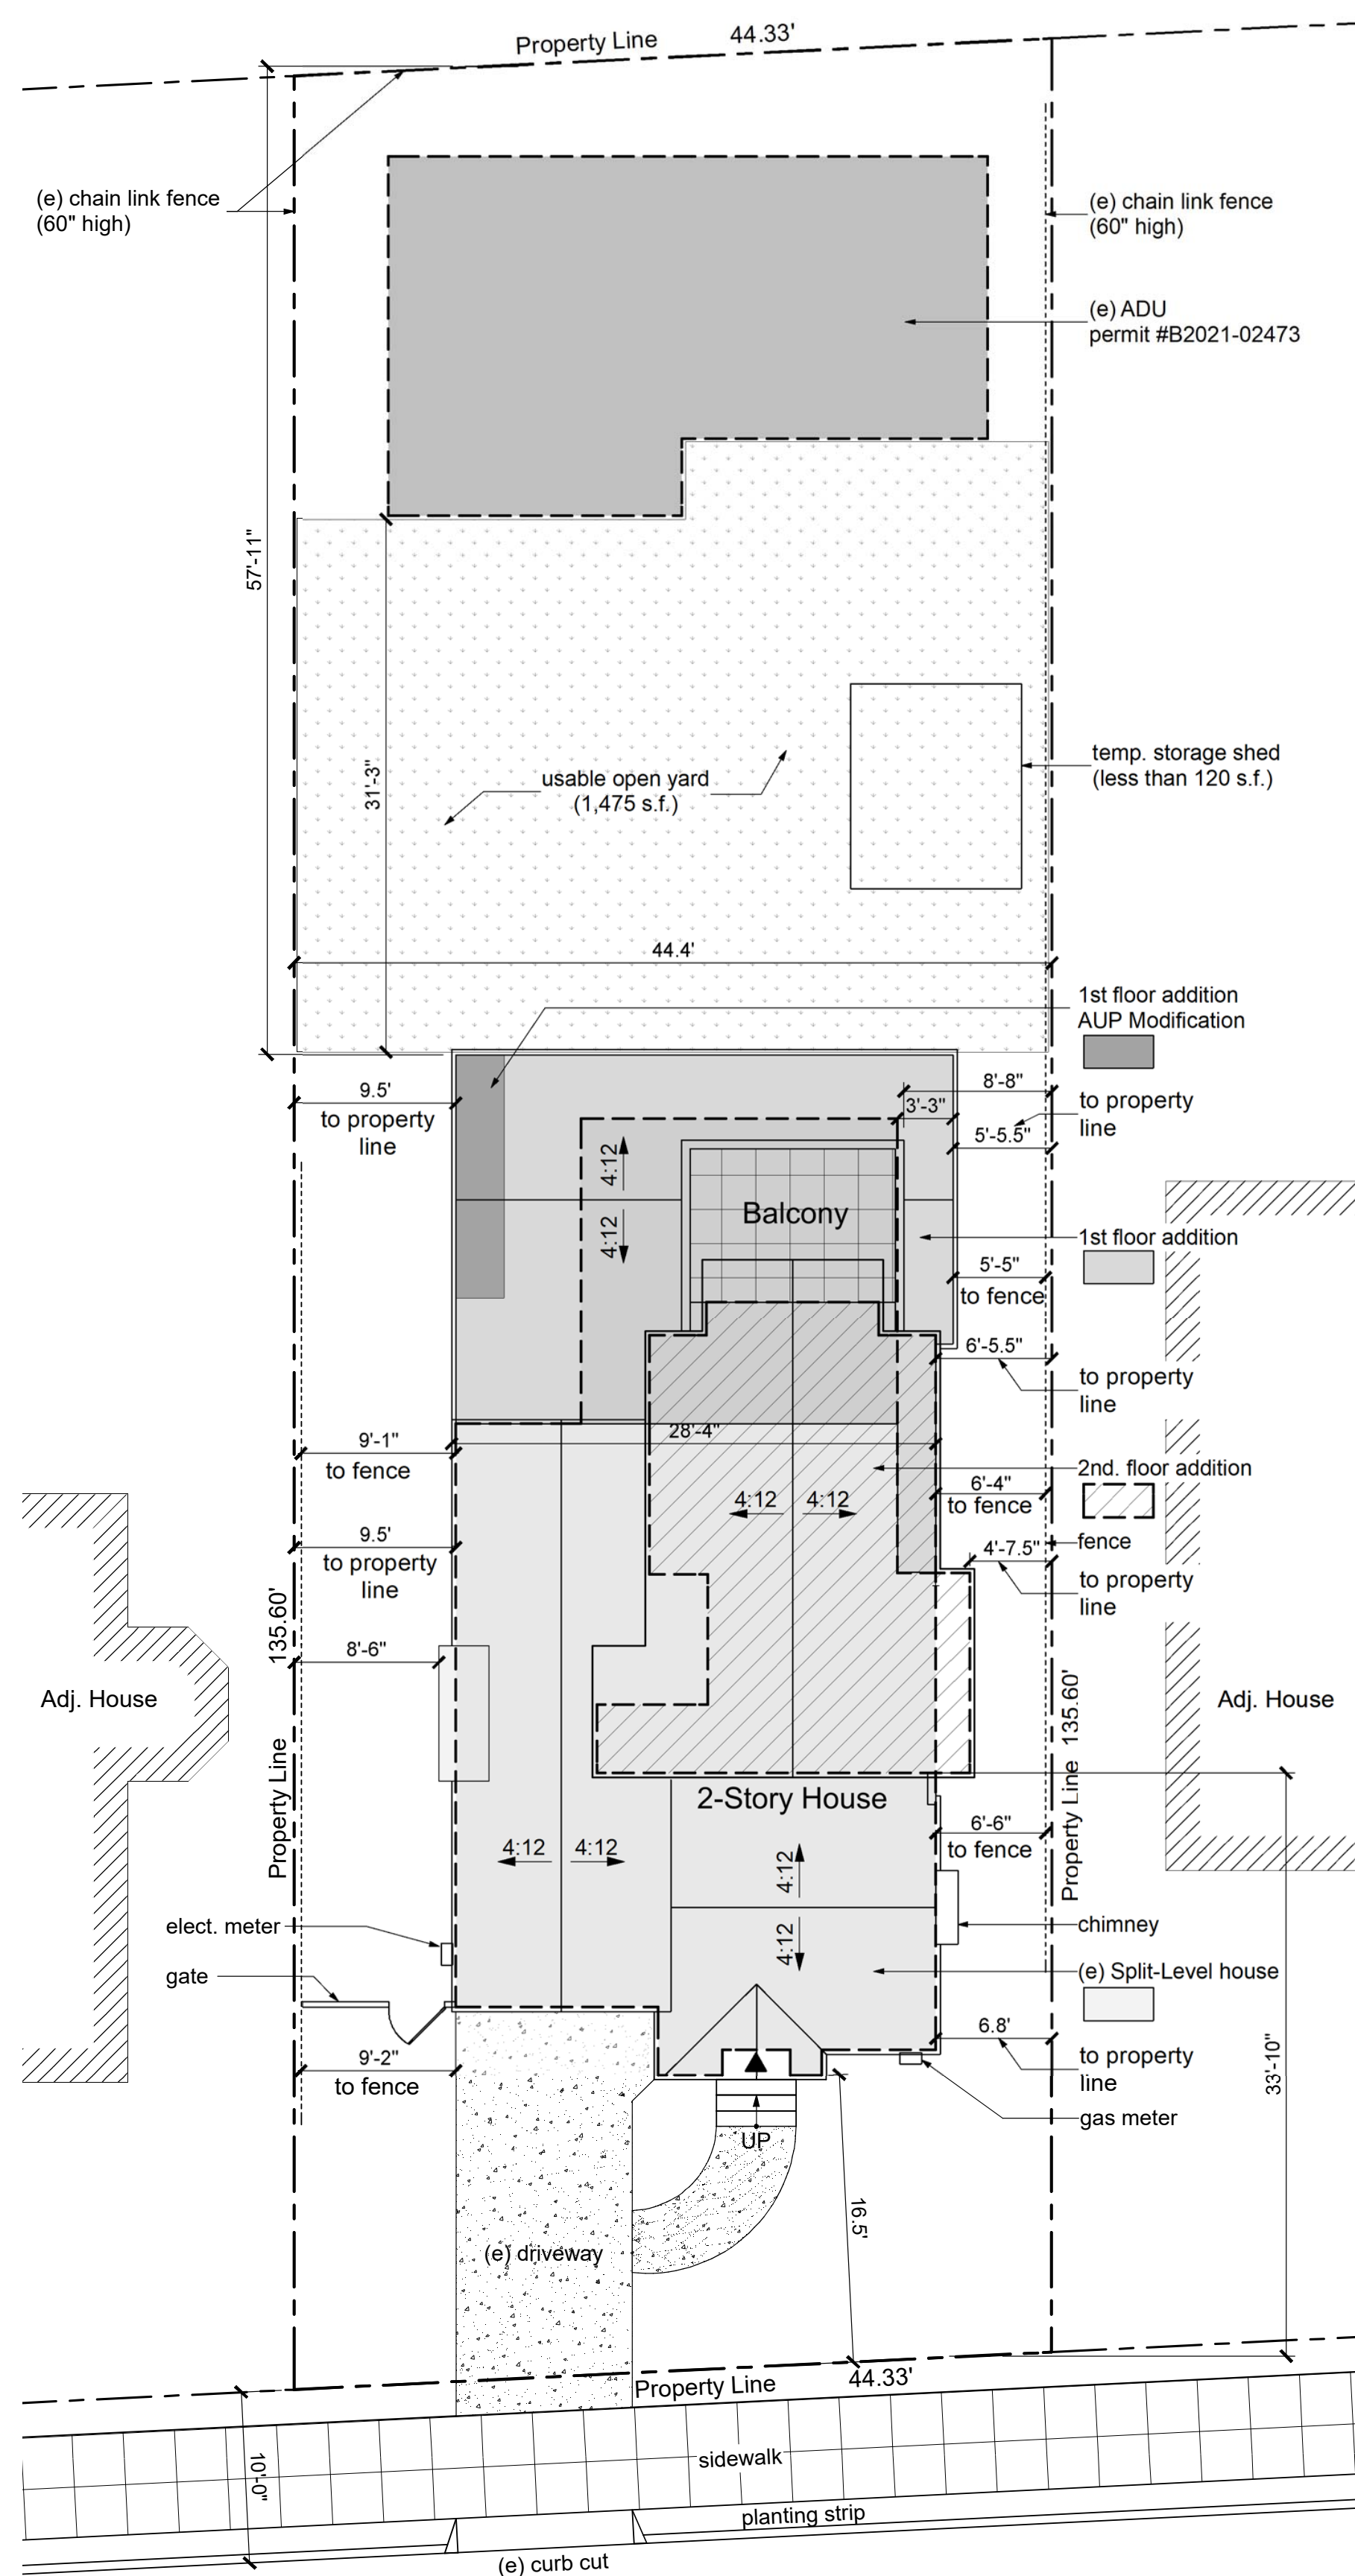 Property Line 44.33'
(e) chain link fence
(60" high)
(e) chain link fence
(60" high)
(e) ADU
permit #B2021-02473
57'-11"
31'-3"
usable open yard
(1,475 s.f.)
temp. storage shed
(less than 120 s.f.)
44.4'
1st floor addition
AUP Modification
9.5'
to property
line
8'-8"
3'-3"
to property
line
5'-5.5"
4:12
4:12
Balcony
1st floor addition
5'-5"
to fence
6'-5.5"
to property
line
28'-4"
9'-1"
to fence
2nd. floor addition
6'-4"
to fence
4:12 4:12
fence
4'-7.5"
to property
line
9.5'
to property
line
8'-6"
Property Line 135.60'
Adj. House
Property Line 135.60'
Adj. House
2-Story House
6'-6"
to fence
4:12 4:12
4:12
4:12
elect. meter
gate
chimney
(e) Split-Level house
6.8'
to property
line
9'-2"
to fence
gas meter
33'-10"
UP
16.5'
(e) driveway
Property Line 44.33'
10'-0"
sidewalk
planting strip
(e) curb cut